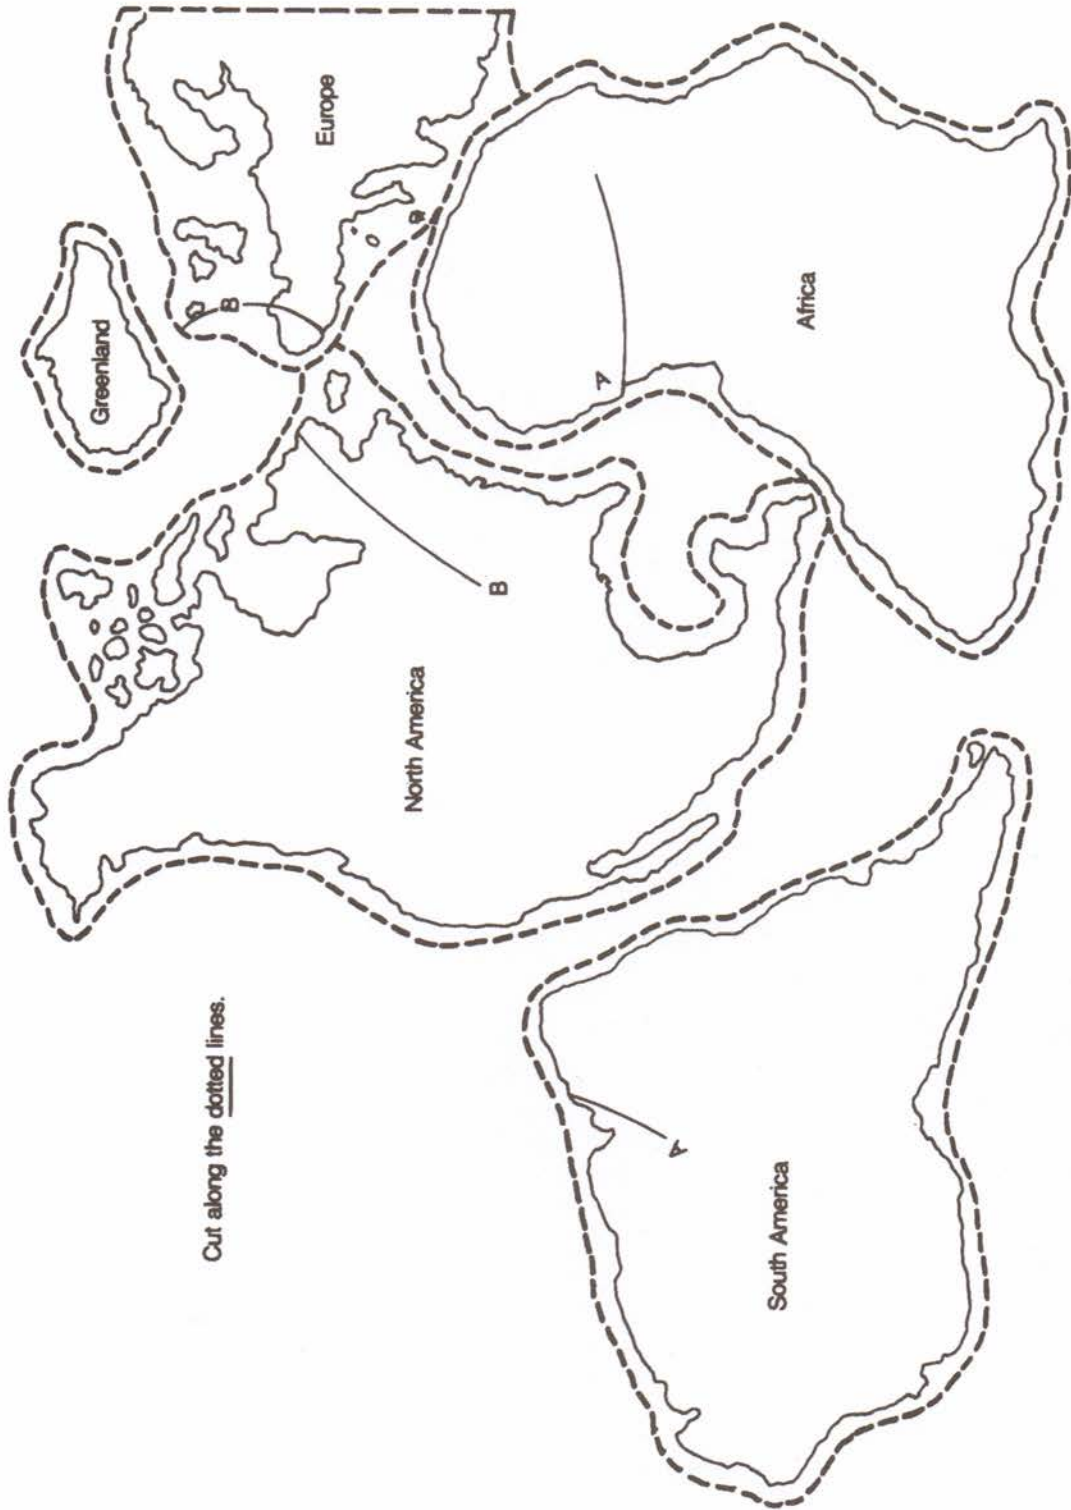 Greenland
Europe
B
B
North America
A
Africa
Cut along the dotted lines.
A
South America